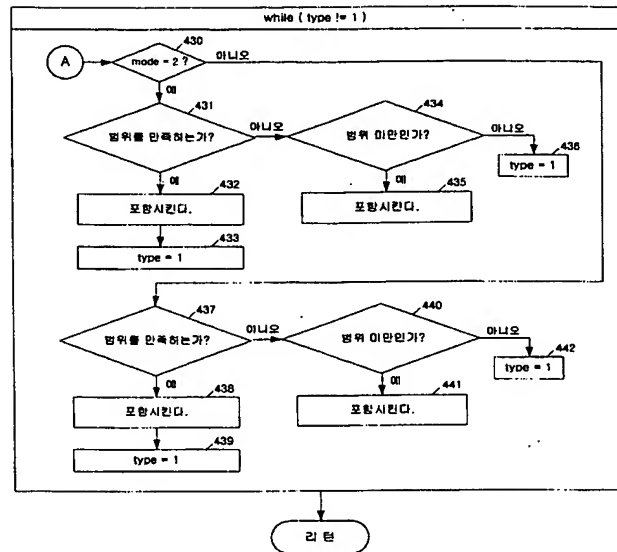 while ( type != 1 )
A
430
mode = 2 ?
아니오
예
431
범위를 만족하는가?
아니오
434
범위 미만인가?
아니오
436
type = 1
예
432
포함시킨다.
예
435
포함시킨다.
433
type = 1
437
범위를 만족하는가?
아니오
440
범위 미만인가?
아니오
442
type = 1
예
438
포함시킨다.
예
441
포함시킨다.
439
type = 1
리 턴